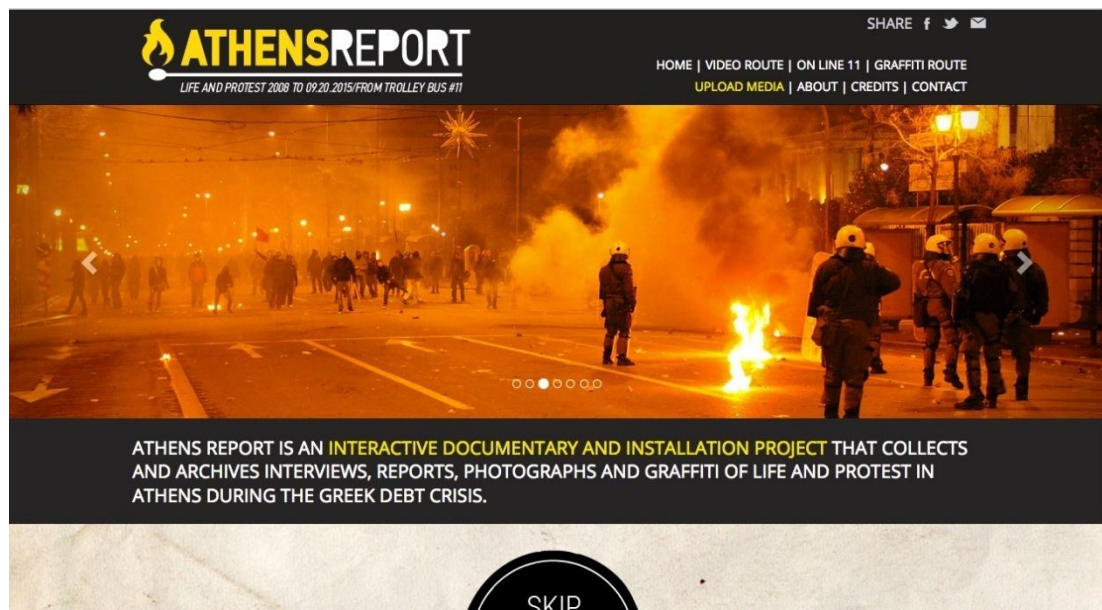 ATHENSREPORT
LIFE AND PROTEST 2008 TO 09.20.2015/FROM TROLLEY BUS #11
SHARE
HOME | VIDEO ROUTE | ON LINE 11 | GRAFFITI ROUTE
UPLOAD MEDIA | ABOUT | CREDITS | CONTACT
ATHENS REPORT IS AN INTERACTIVE DOCUMENTARY AND INSTALLATION PROJECT THAT COLLECTS
AND ARCHIVES INTERVIEWS, REPORTS, PHOTOGRAPHS AND GRAFFITI OF LIFE AND PROTEST IN
ATHENS DURING THE GREEK DEBT CRISIS.
SKIP